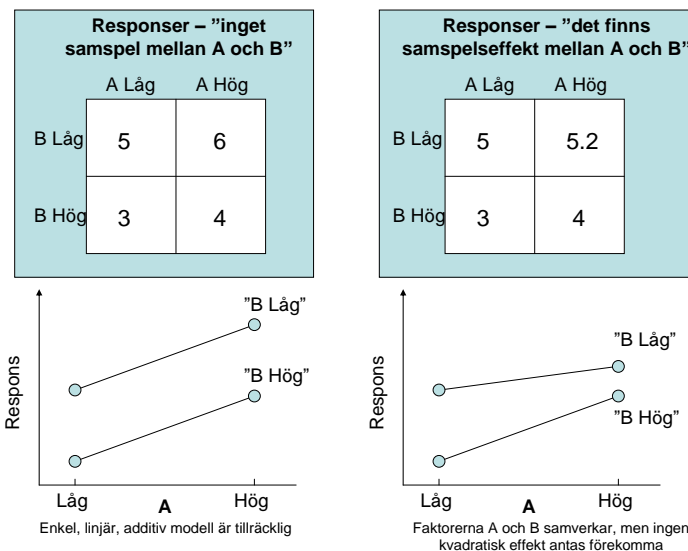 Responser – ”inget
samspel mellan A och B”
A Låg A Hög
B Låg 5 6
B Hög 3 4
”B Låg”
”B Hög”
Respons
Låg A Hög
Enkel, linjär, additiv modell är tillräcklig
Responser – ”det finns
samspelseffekt mellan A och B”
A Låg A Hög
B Låg 5 5.2
B Hög 3 4
”B Låg”
”B Hög”
Respons
Låg A Hög
Faktorerna A och B samverkar, men ingen
kvadratisk effekt antas förekomma